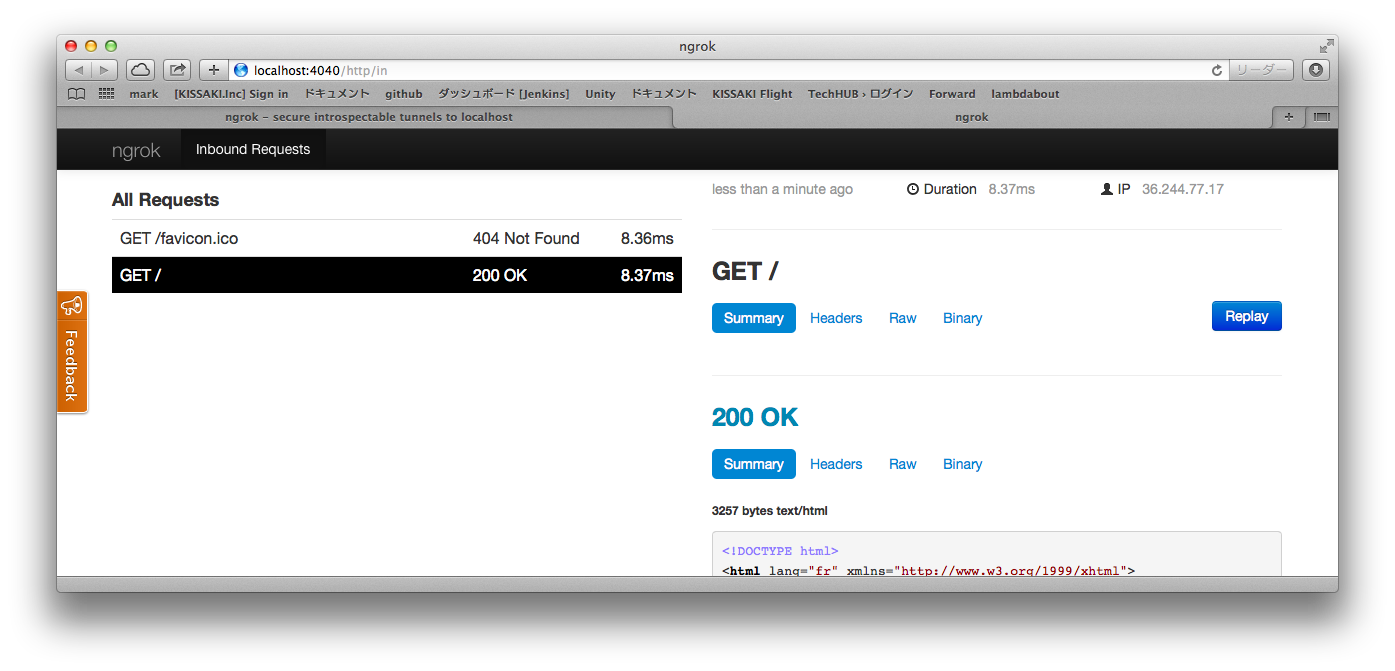 ngrok
localhost:4040/http/in
リーダー
mark [KISSAKI.Inc] Sign in ドキュメント github ダッシュボード [Jenkins] Unity ドキュメント KISSAKI Flight TechHUB › ログイン Forward lambdabout
ngrok – secure introspectable tunnels to localhost
ngrok
ngrok Inbound Requests
All Requests
GET /favicon.ico 404 Not Found 8.36ms
GET / 200 OK 8.37ms
Feedback
less than a minute ago Duration 8.37ms IP 36.244.77.17
GET /
Summary Headers Raw Binary Replay
200 OK
Summary Headers Raw Binary
3257 bytes text/html
<!DOCTYPE html>
<html lang="fr" xmlns="http://www.w3.org/1999/xhtml">